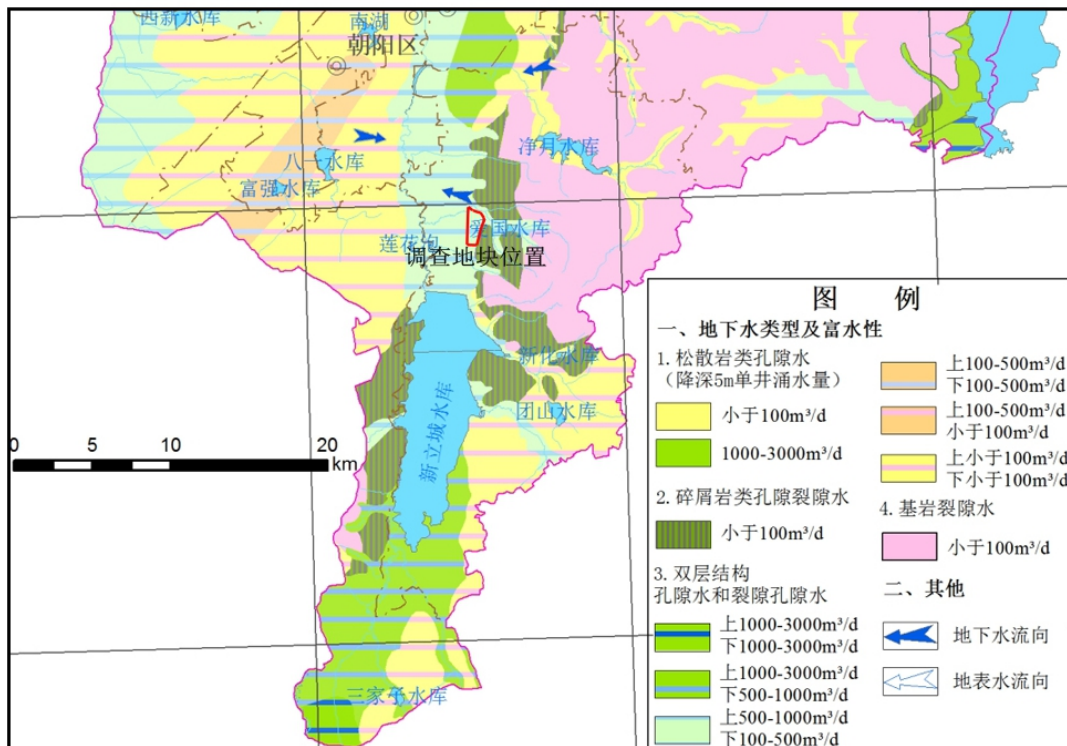 西新水库
南湖
朝阳区
净月水库
八一水库
富强水库
爱国水库
莲花泡
调查地块位置
新化水库
团山水库
新立城水库
三家子水库
0 5 10 20
km
图 例
一、地下水类型及富水性
1. 松散岩类孔隙水
（降深5m单井涌水量）
小于100m³/d
1000-3000m³/d
2. 碎屑岩类孔隙裂隙水
小于100m³/d
3. 双层结构
孔隙水和裂隙孔隙水
上1000-3000m³/d
下1000-3000m³/d
上1000-3000m³/d
下500-1000m³/d
上500-1000m³/d
下100-500m³/d
上100-500m³/d
下100-500m³/d
上100-500m³/d
小于100m³/d
上小于100m³/d
下小于100m³/d
4. 基岩裂隙水
小于100m³/d
二、其他
地下水流向
地表水流向